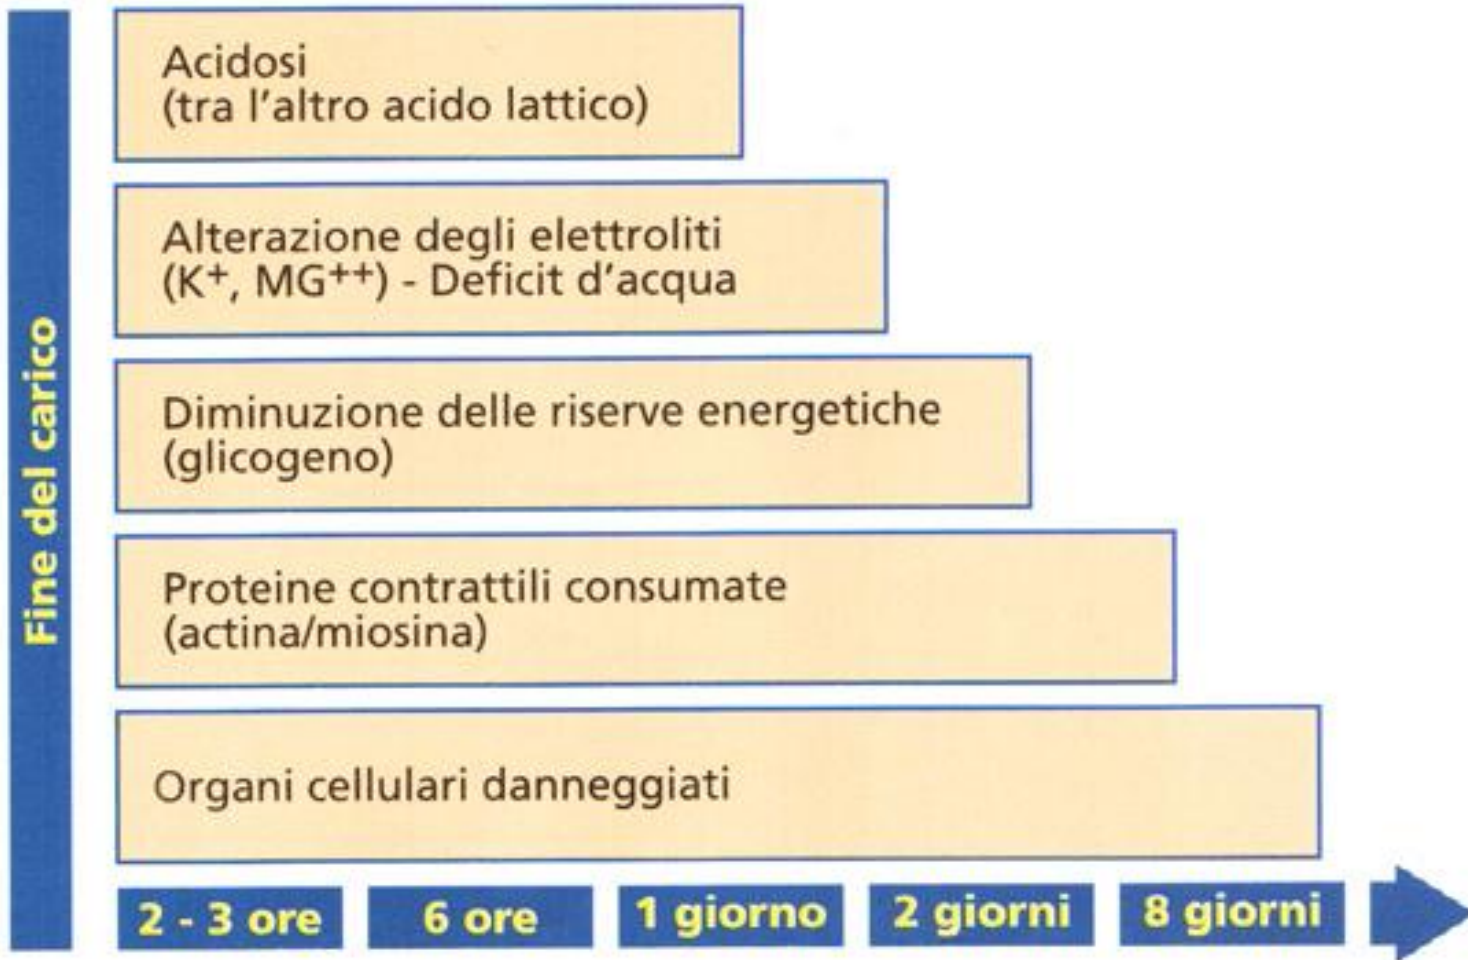 Fine del carico
Acidosi
(tra l'altro acido lattico)
Alterazione degli elettroliti
(K+, MG++) - Deficit d'acqua
Diminuzione delle riserve energetiche
(glicogeno)
Proteine contrattili consumate
(actina/miosina)
Organi cellulari danneggiati
2 - 3 ore
6 ore
1 giorno
2 giorni
8 giorni